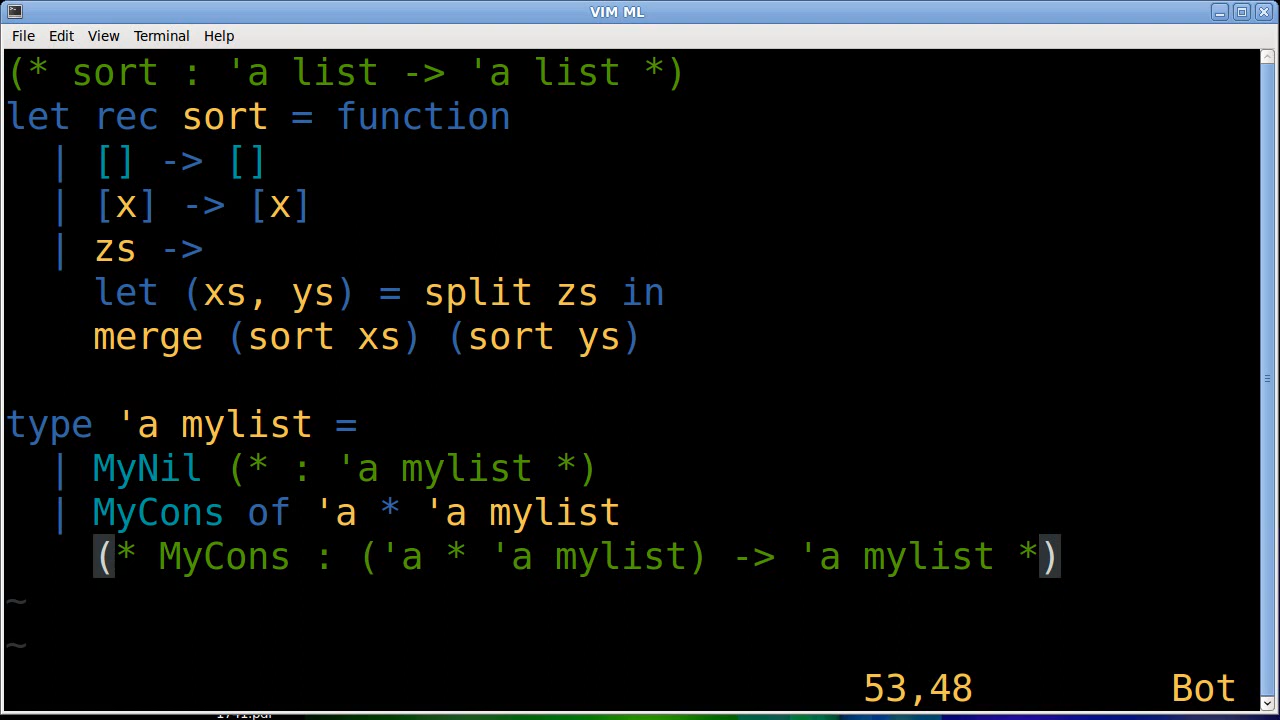 VIM ML
File Edit View Terminal Help
(* sort : 'a list -> 'a list *)
let rec sort = function
  | [] -> []
  | [x] -> [x]
  | zs ->
    let (xs, ys) = split zs in
    merge (sort xs) (sort ys)
type 'a mylist =
  | MyNil (* : 'a mylist *)
  | MyCons of 'a * 'a mylist
    (* MyCons : ('a * 'a mylist) -> 'a mylist *)
~
~
53,48 Bot